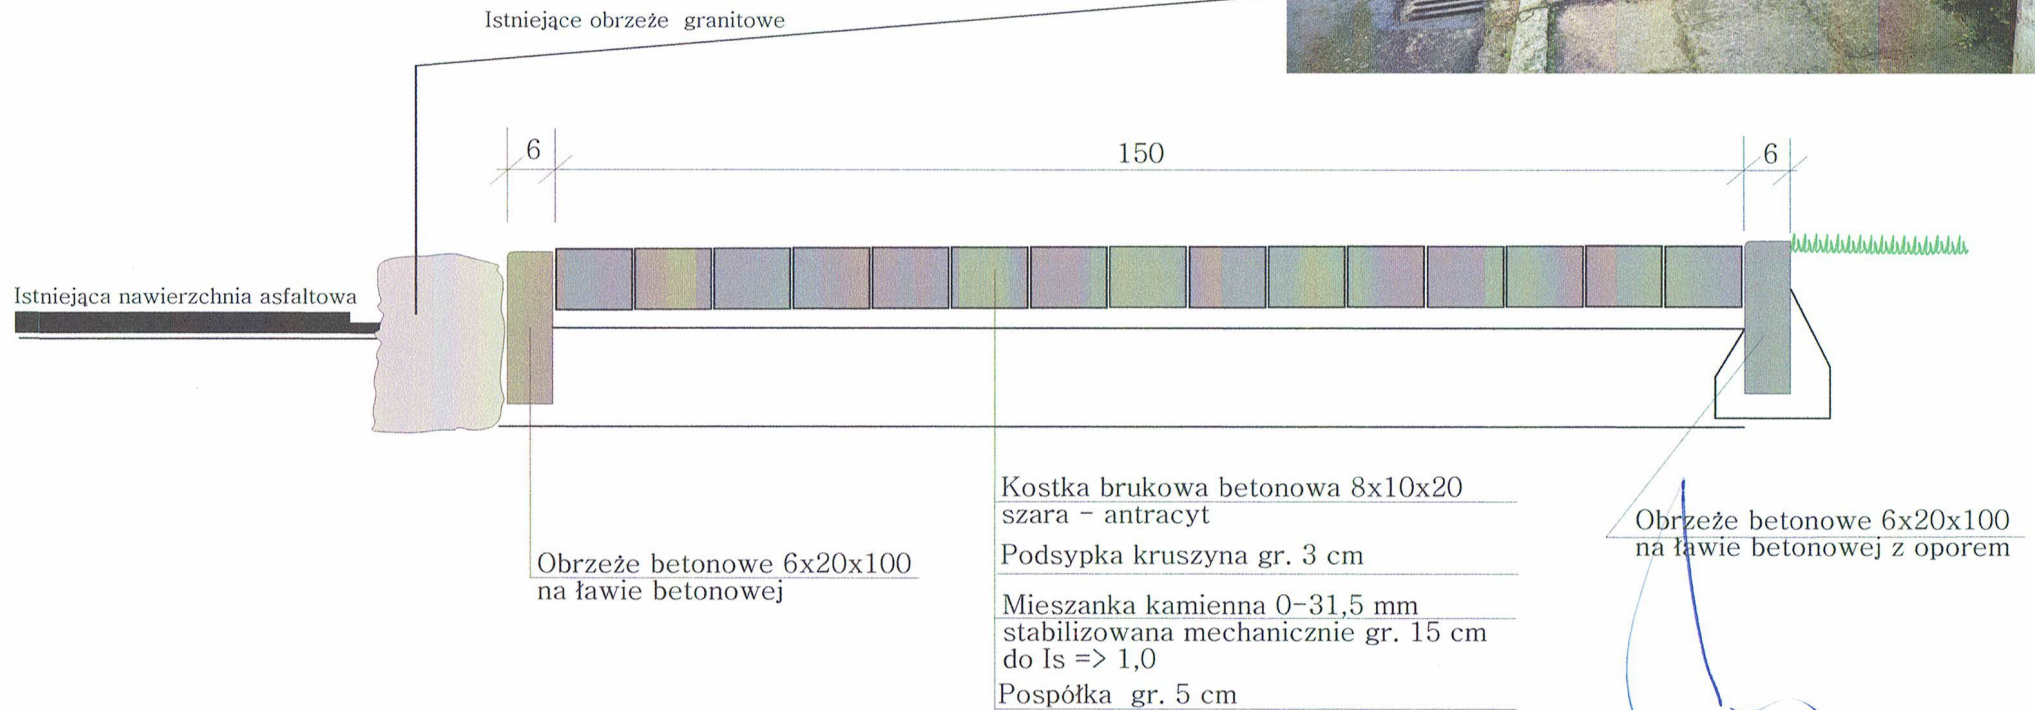 Istniejące obrzeże granitowe
6
150
6
Istniejąca nawierzchnia asfaltowa
Kostka brukowa betonowa 8x10x20
szara - antracyt
Podsypka kruszyna gr. 3 cm
Mieszanka kamienna 0-31,5 mm
stabilizowana mechanicznie gr. 15 cm
do Is => 1,0
Pospółka gr. 5 cm
Obrzeże betonowe 6x20x100
na ławie betonowej
Obrzeże betonowe 6x20x100
na ławie betonowej z oporem